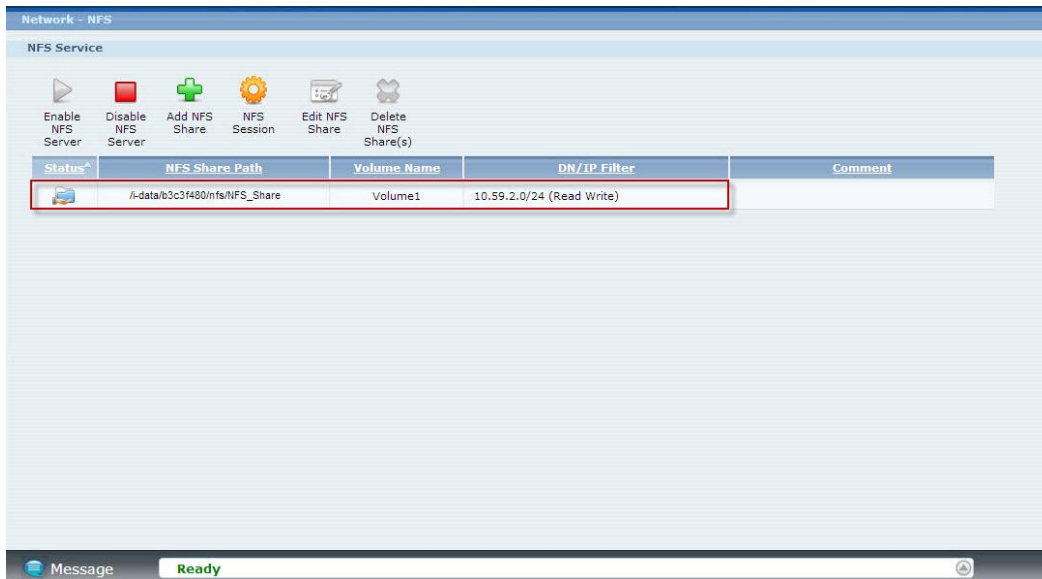 Network - NFS
NFS Service
Enable NFS Server
Disable NFS Server
Add NFS Share
NFS Session
Edit NFS Share
Delete NFS Share(s)
Status^ NFS Share Path Volume Name DN/IP Filter Comment
/i-data/b3c3f480/nfs/NFS_Share Volume1 10.59.2.0/24 (Read Write)
Message Ready